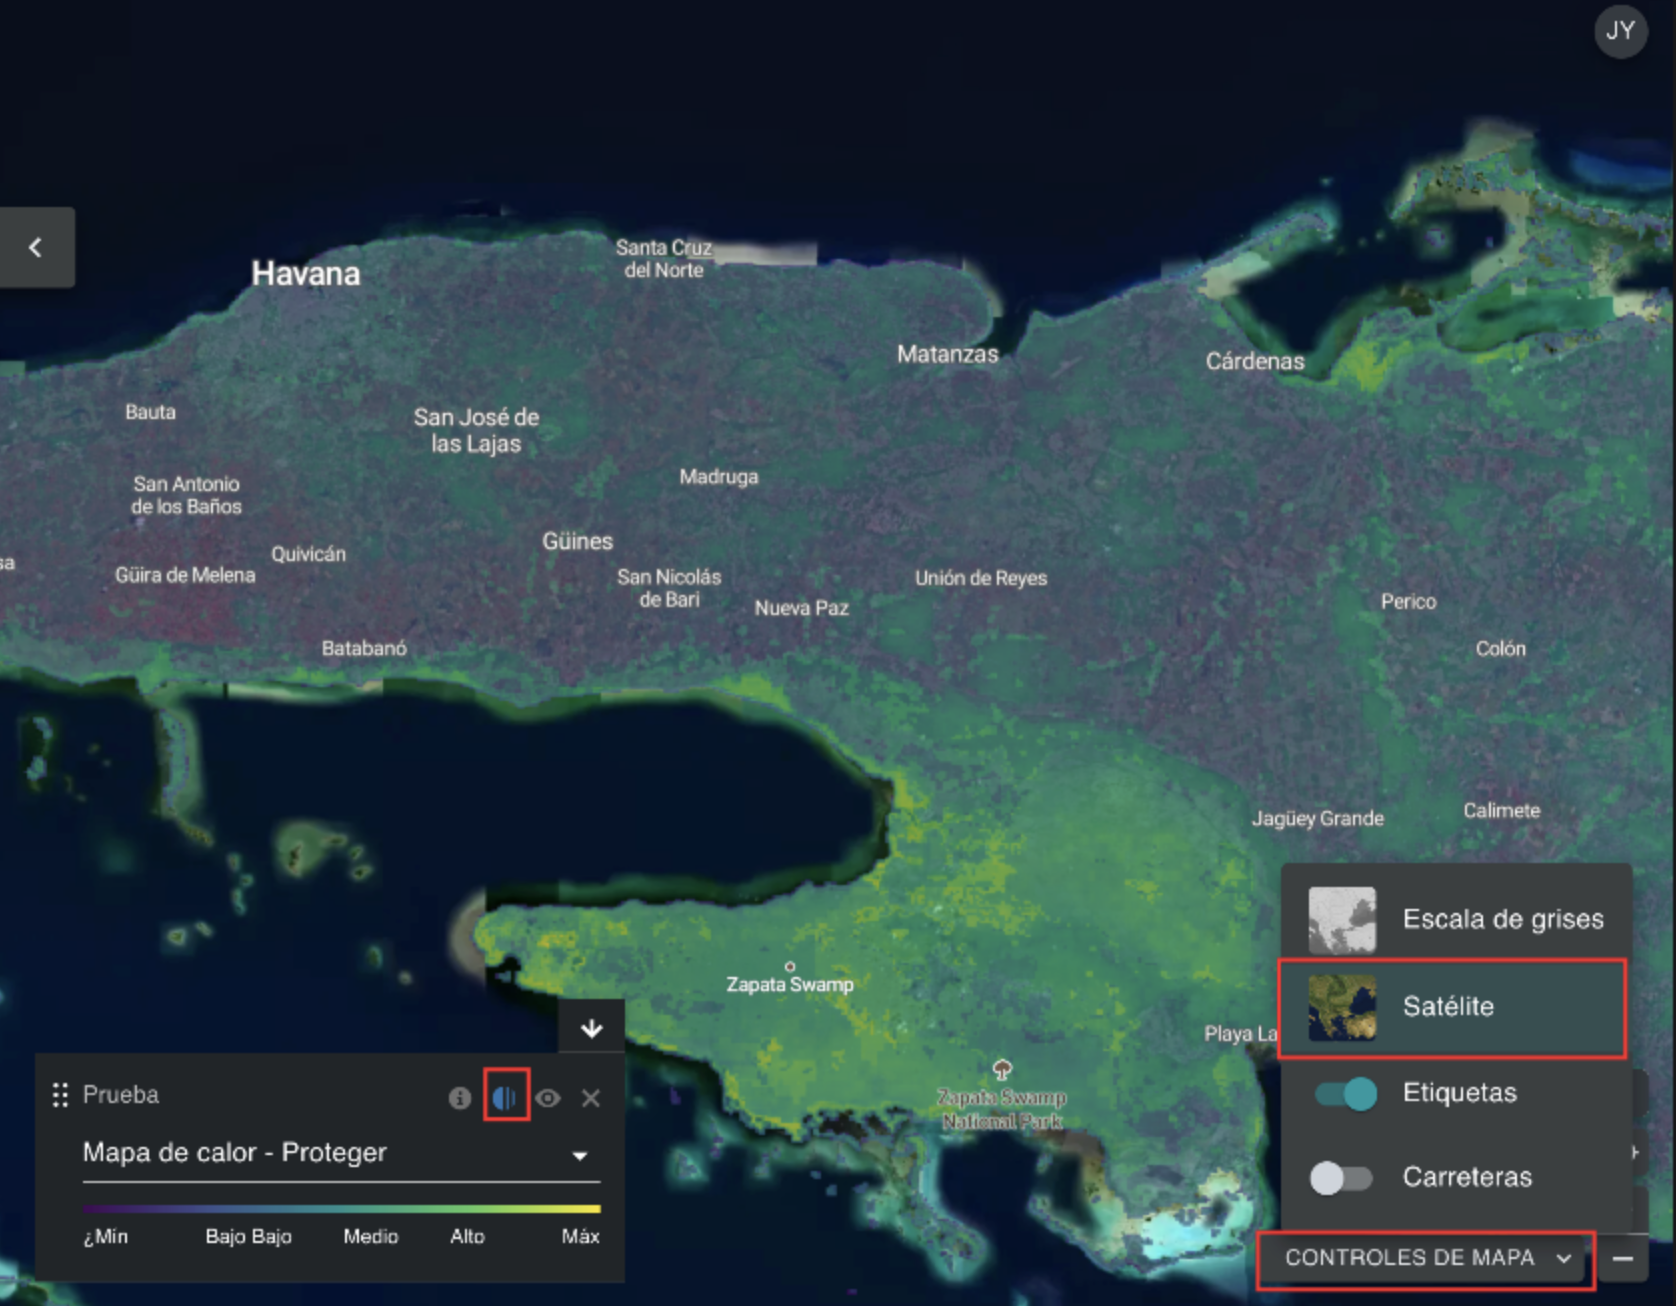 JY
Santa Cruz
del Norte
Havana
Matanzas
Cárdenas
Bauta
San José de
las Lajas
Madruga
San Antonio
de los Baños
Güines
Quivicán
sa
Güira de Melena
San Nicolás
de Bari
Unión de Reyes
Nueva Paz
Perico
Batabanó
Colón
Jagüey Grande
Calimete
Zapata Swamp
Playa La
Zapata Swamp
National Park
Prueba
Mapa de calor - Proteger
¿Mín
Bajo Bajo
Medio
Alto
Máx
Escala de grises
Satélite
Etiquetas
Carreteras
CONTROLES DE MAPA